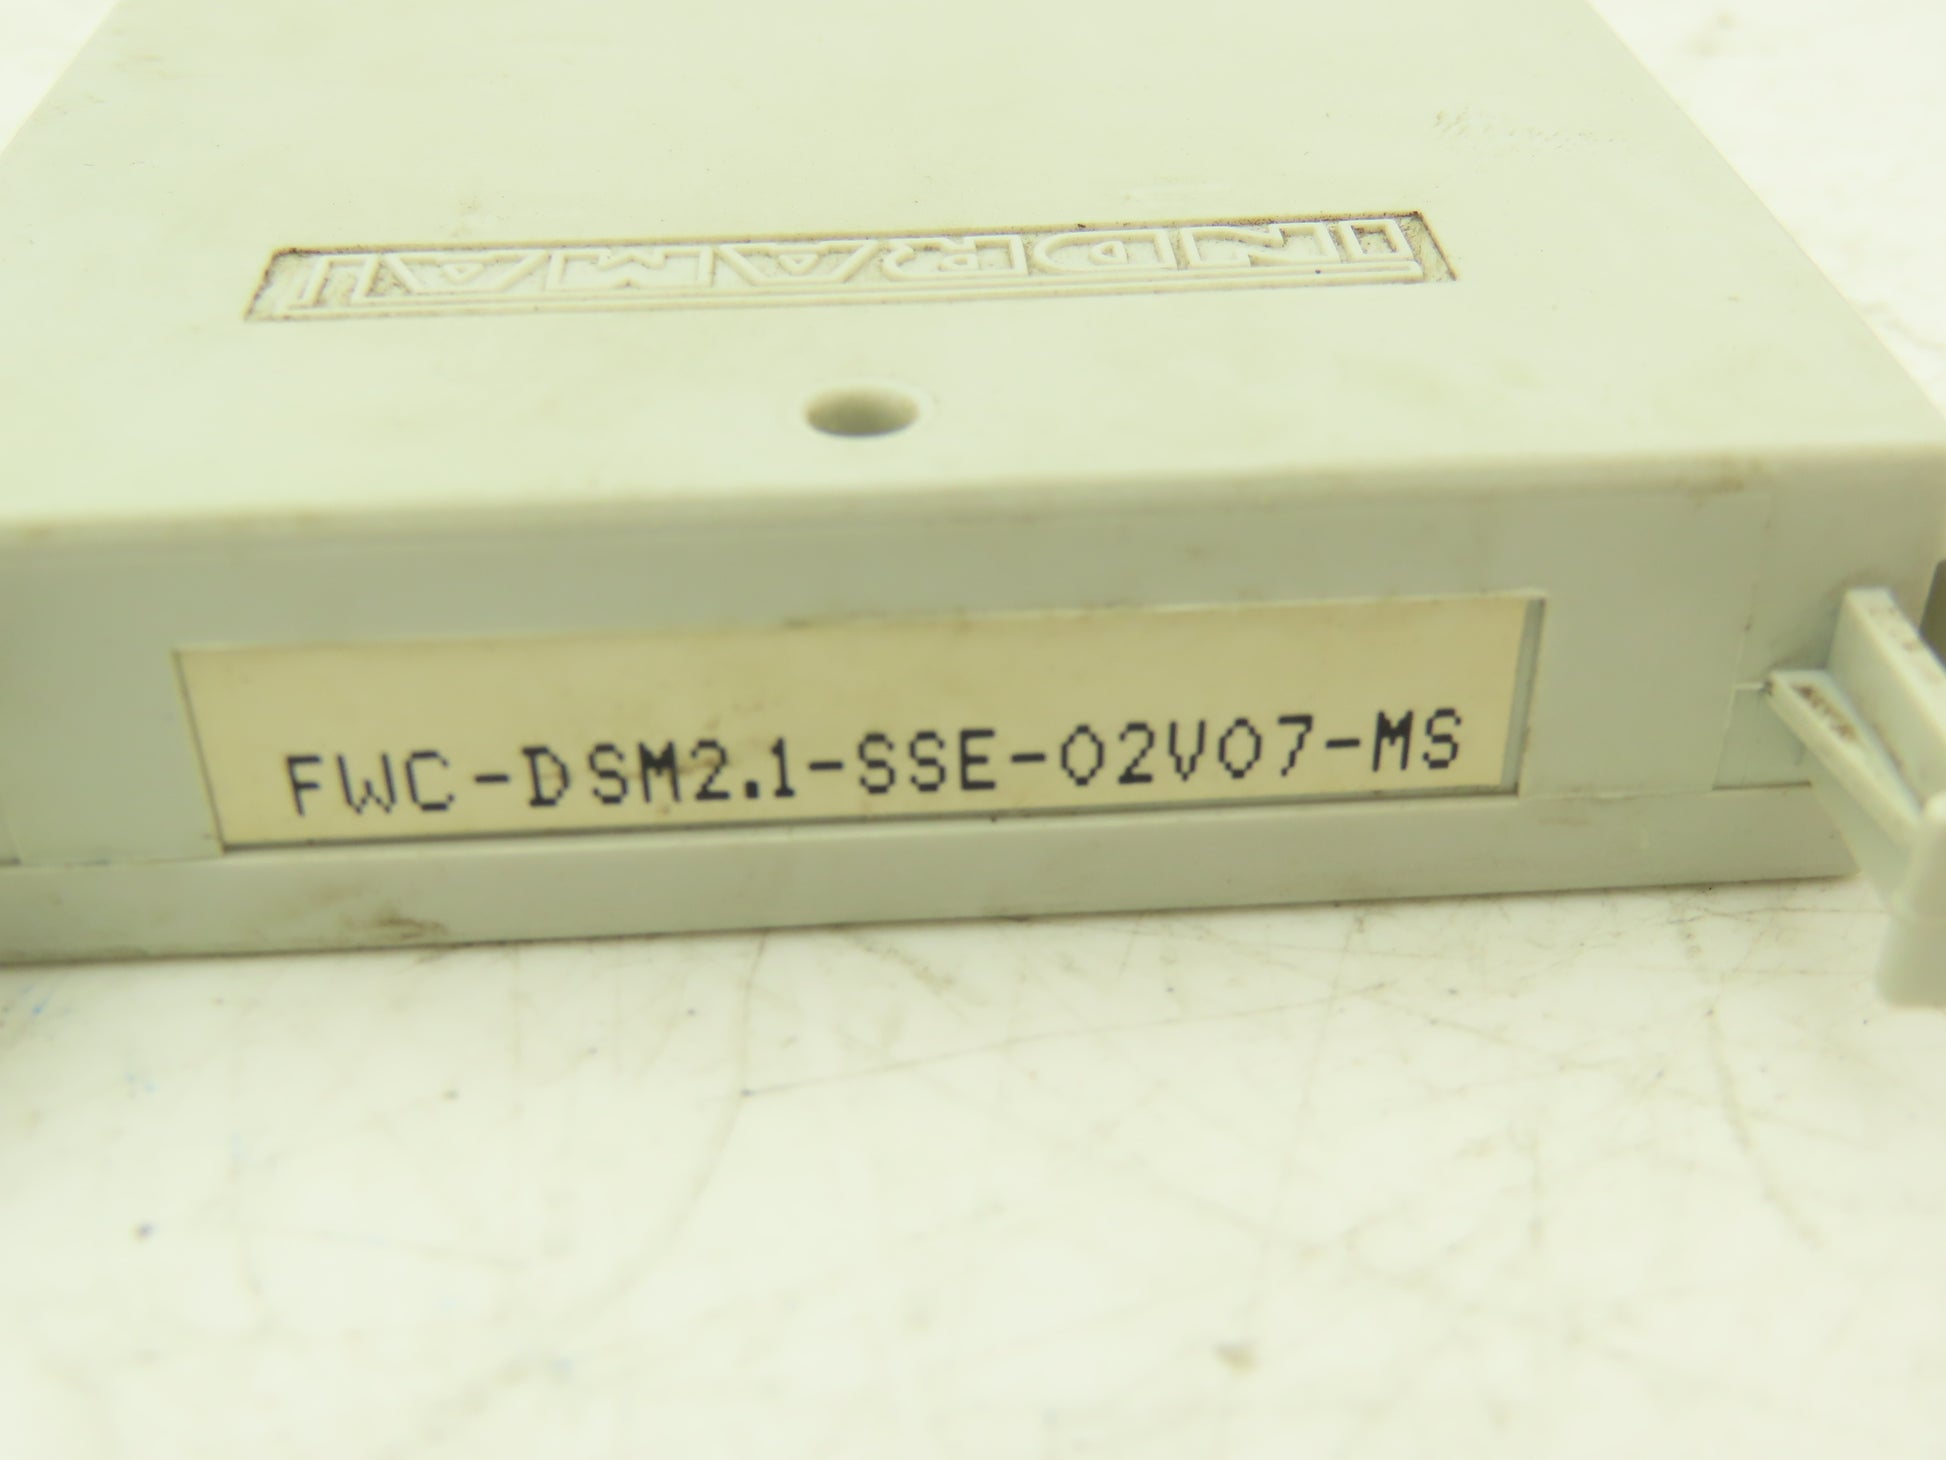 INDRAMAT
FWC-DSM2.1-SSE-02V07-MS